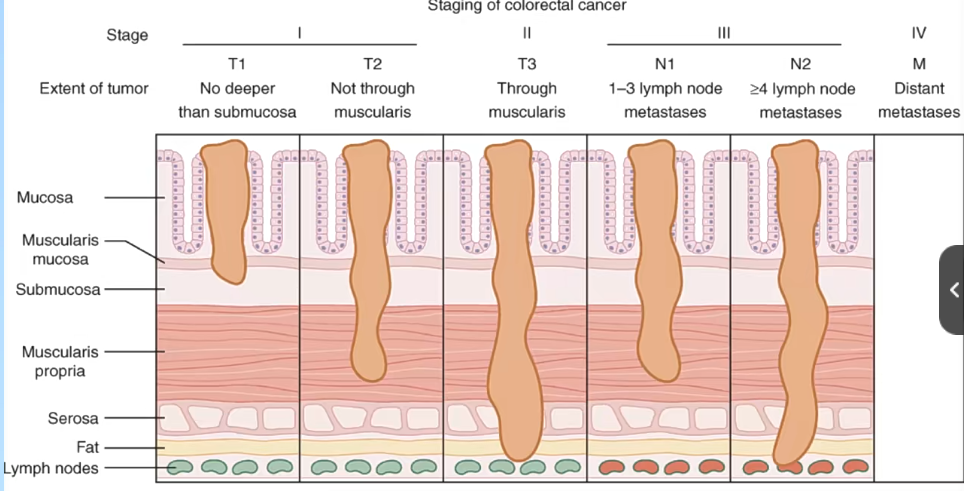 Staging of colorectal cancer
Stage I II III IV
T1 T2 T3 N1 N2 M
Extent of tumor No deeper Not through Through 1–3 lymph node ≥4 lymph node Distant
than submucosa muscularis muscularis metastases metastases metastases
Mucosa
Muscularis
mucosa
Submucosa
Muscularis
propria
Serosa
Fat
Lymph nodes